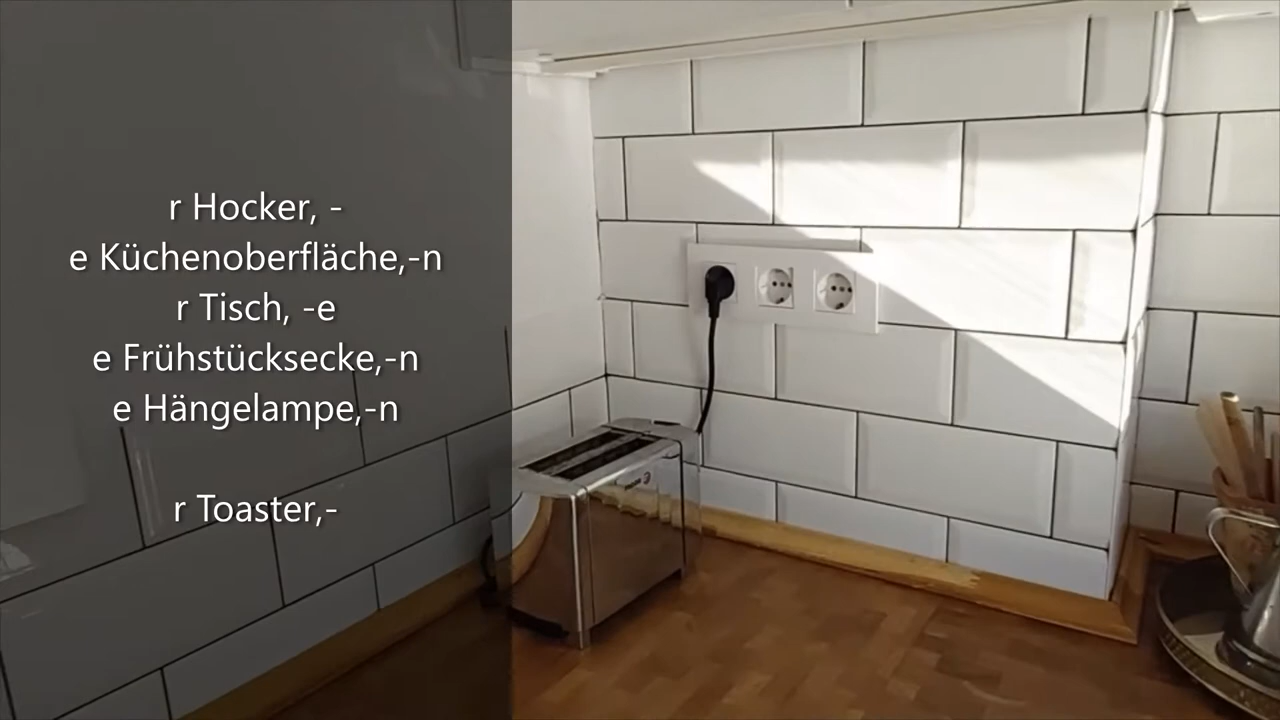 r Hocker, -
e Küchenoberfläche,-n
r Tisch, -e
e Frühstücksecke,-n
e Hängelampe,-n
r Toaster,-